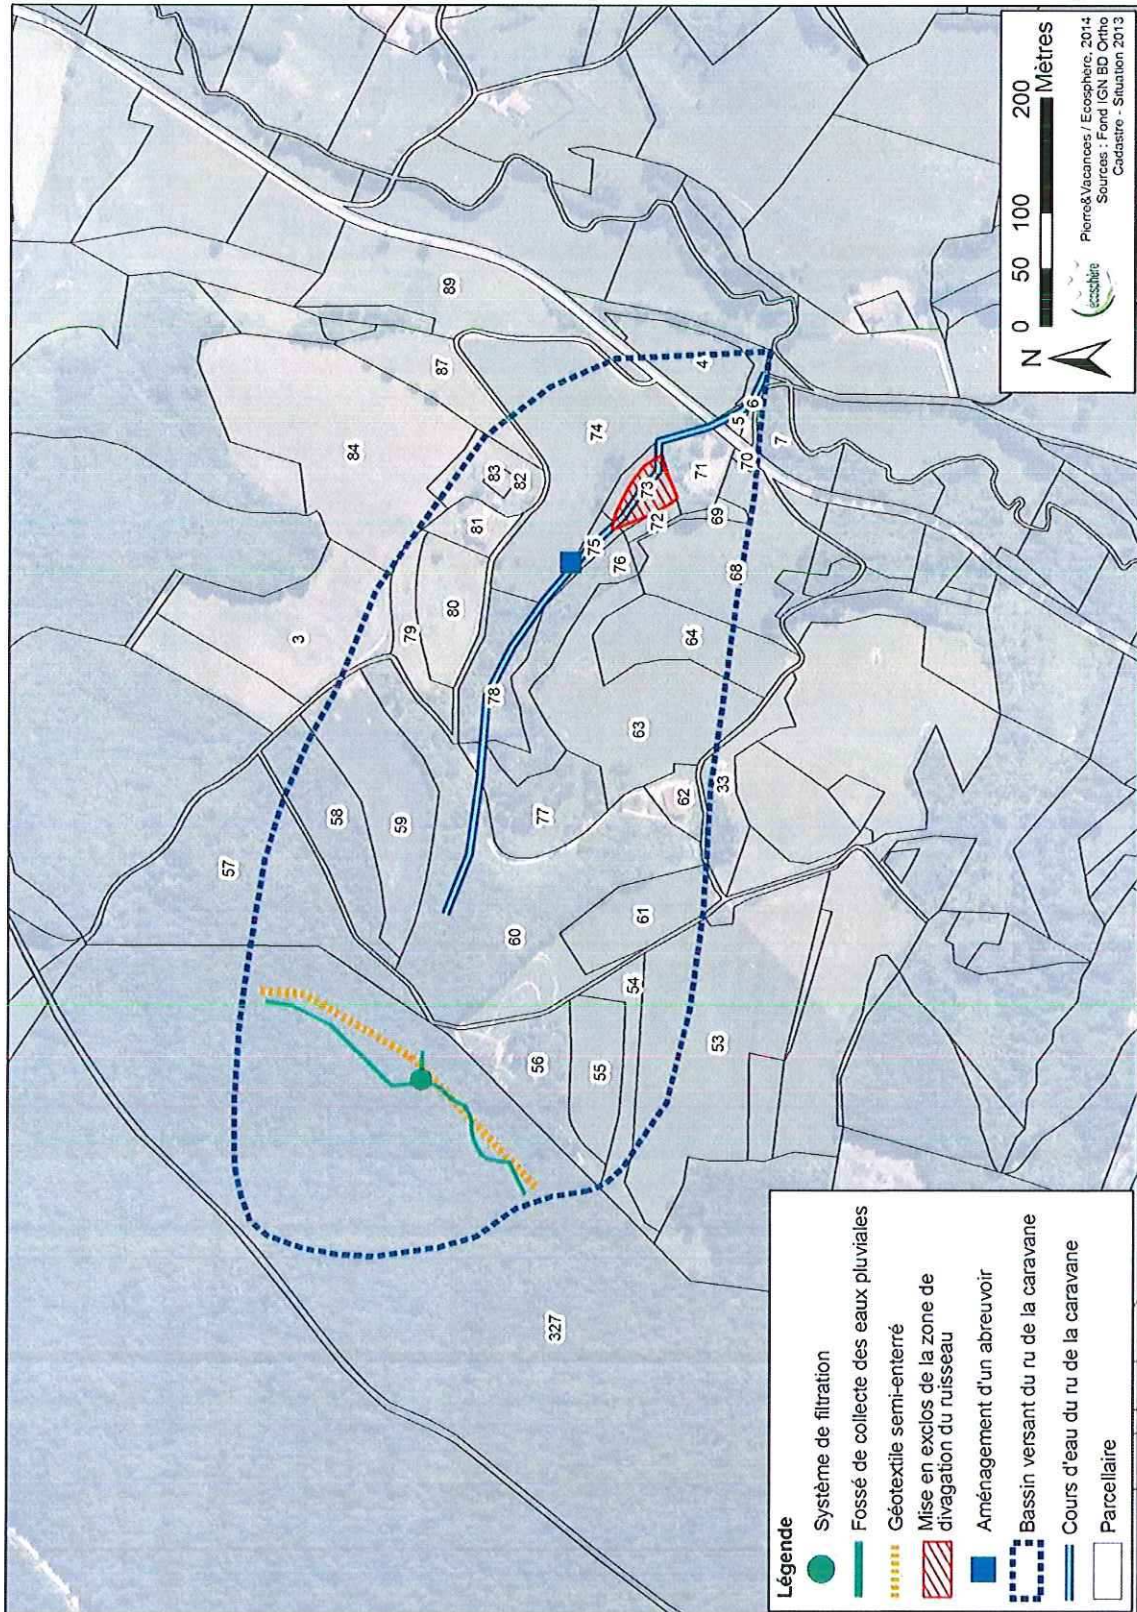 Légende
Système de filtration
Fossé de collecte des eaux pluviales
Géotextile semi-enterré
Mise en exclos de la zone de
divagation du ruisseau
Aménagement d'un abreuvoir
Bassin versant du ru de la caravane
Cours d'eau du ru de la caravane
Parcellaire
327
57
58
59
60
56
55
54
53
61
62
33
77
63
64
78
79
80
81
82
83
3
84
87
89
74
75
76
73
72
71
69
68
70
5
6
7
4
N
0 50 100 200
Mètres
écosphère
Pierre&Vacances / Ecosphère, 2014
Sources : Fond IGN BD Ortho
Cadastre - Situation 2013